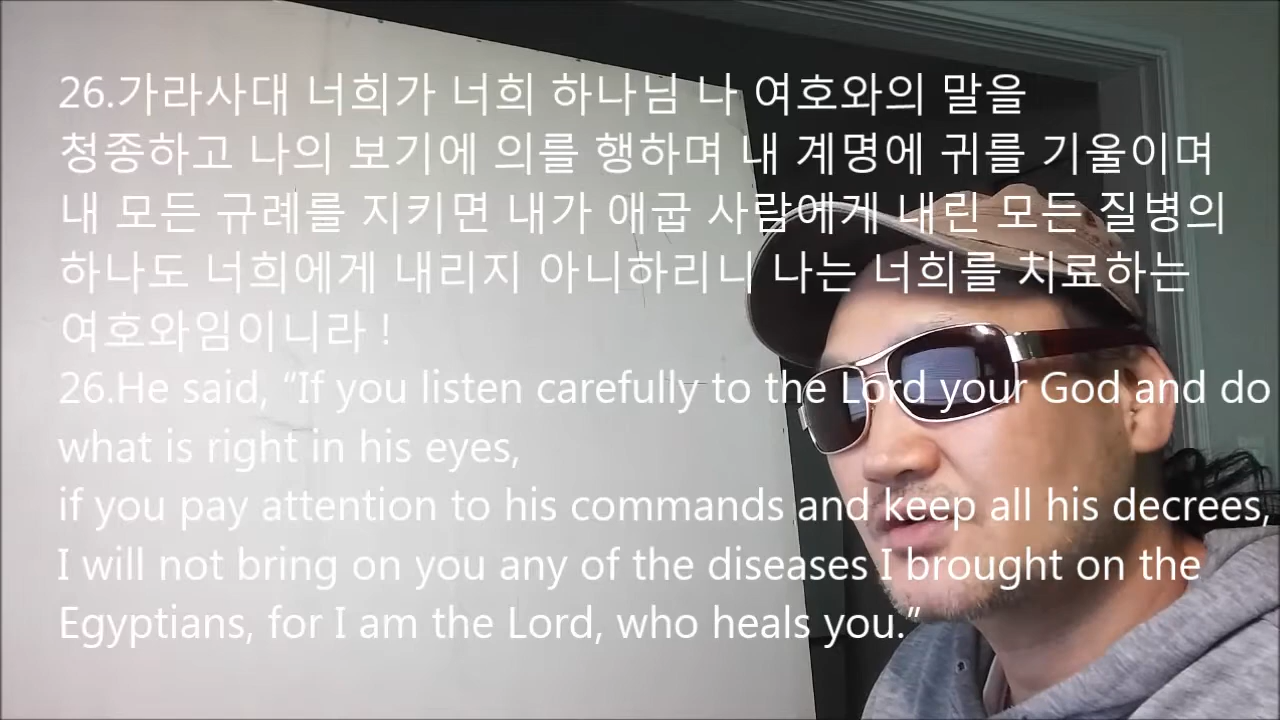 26.가라사대 너희가 너희 하나님 나 여호와의 말을
청종하고 나의 보기에 의를 행하며 내 계명에 귀를 기울이며
내 모든 규례를 지키면 내가 애굽 사람에게 내린 모든 질병의
하나도 너희에게 내리지 아니하리니 나는 너희를 치료하는
여호와임이니라 !
26.He said, “If you listen carefully to the Lord your God and do
what is right in his eyes,
if you pay attention to his commands and keep all his decrees,
I will not bring on you any of the diseases I brought on the
Egyptians, for I am the Lord, who heals you.”